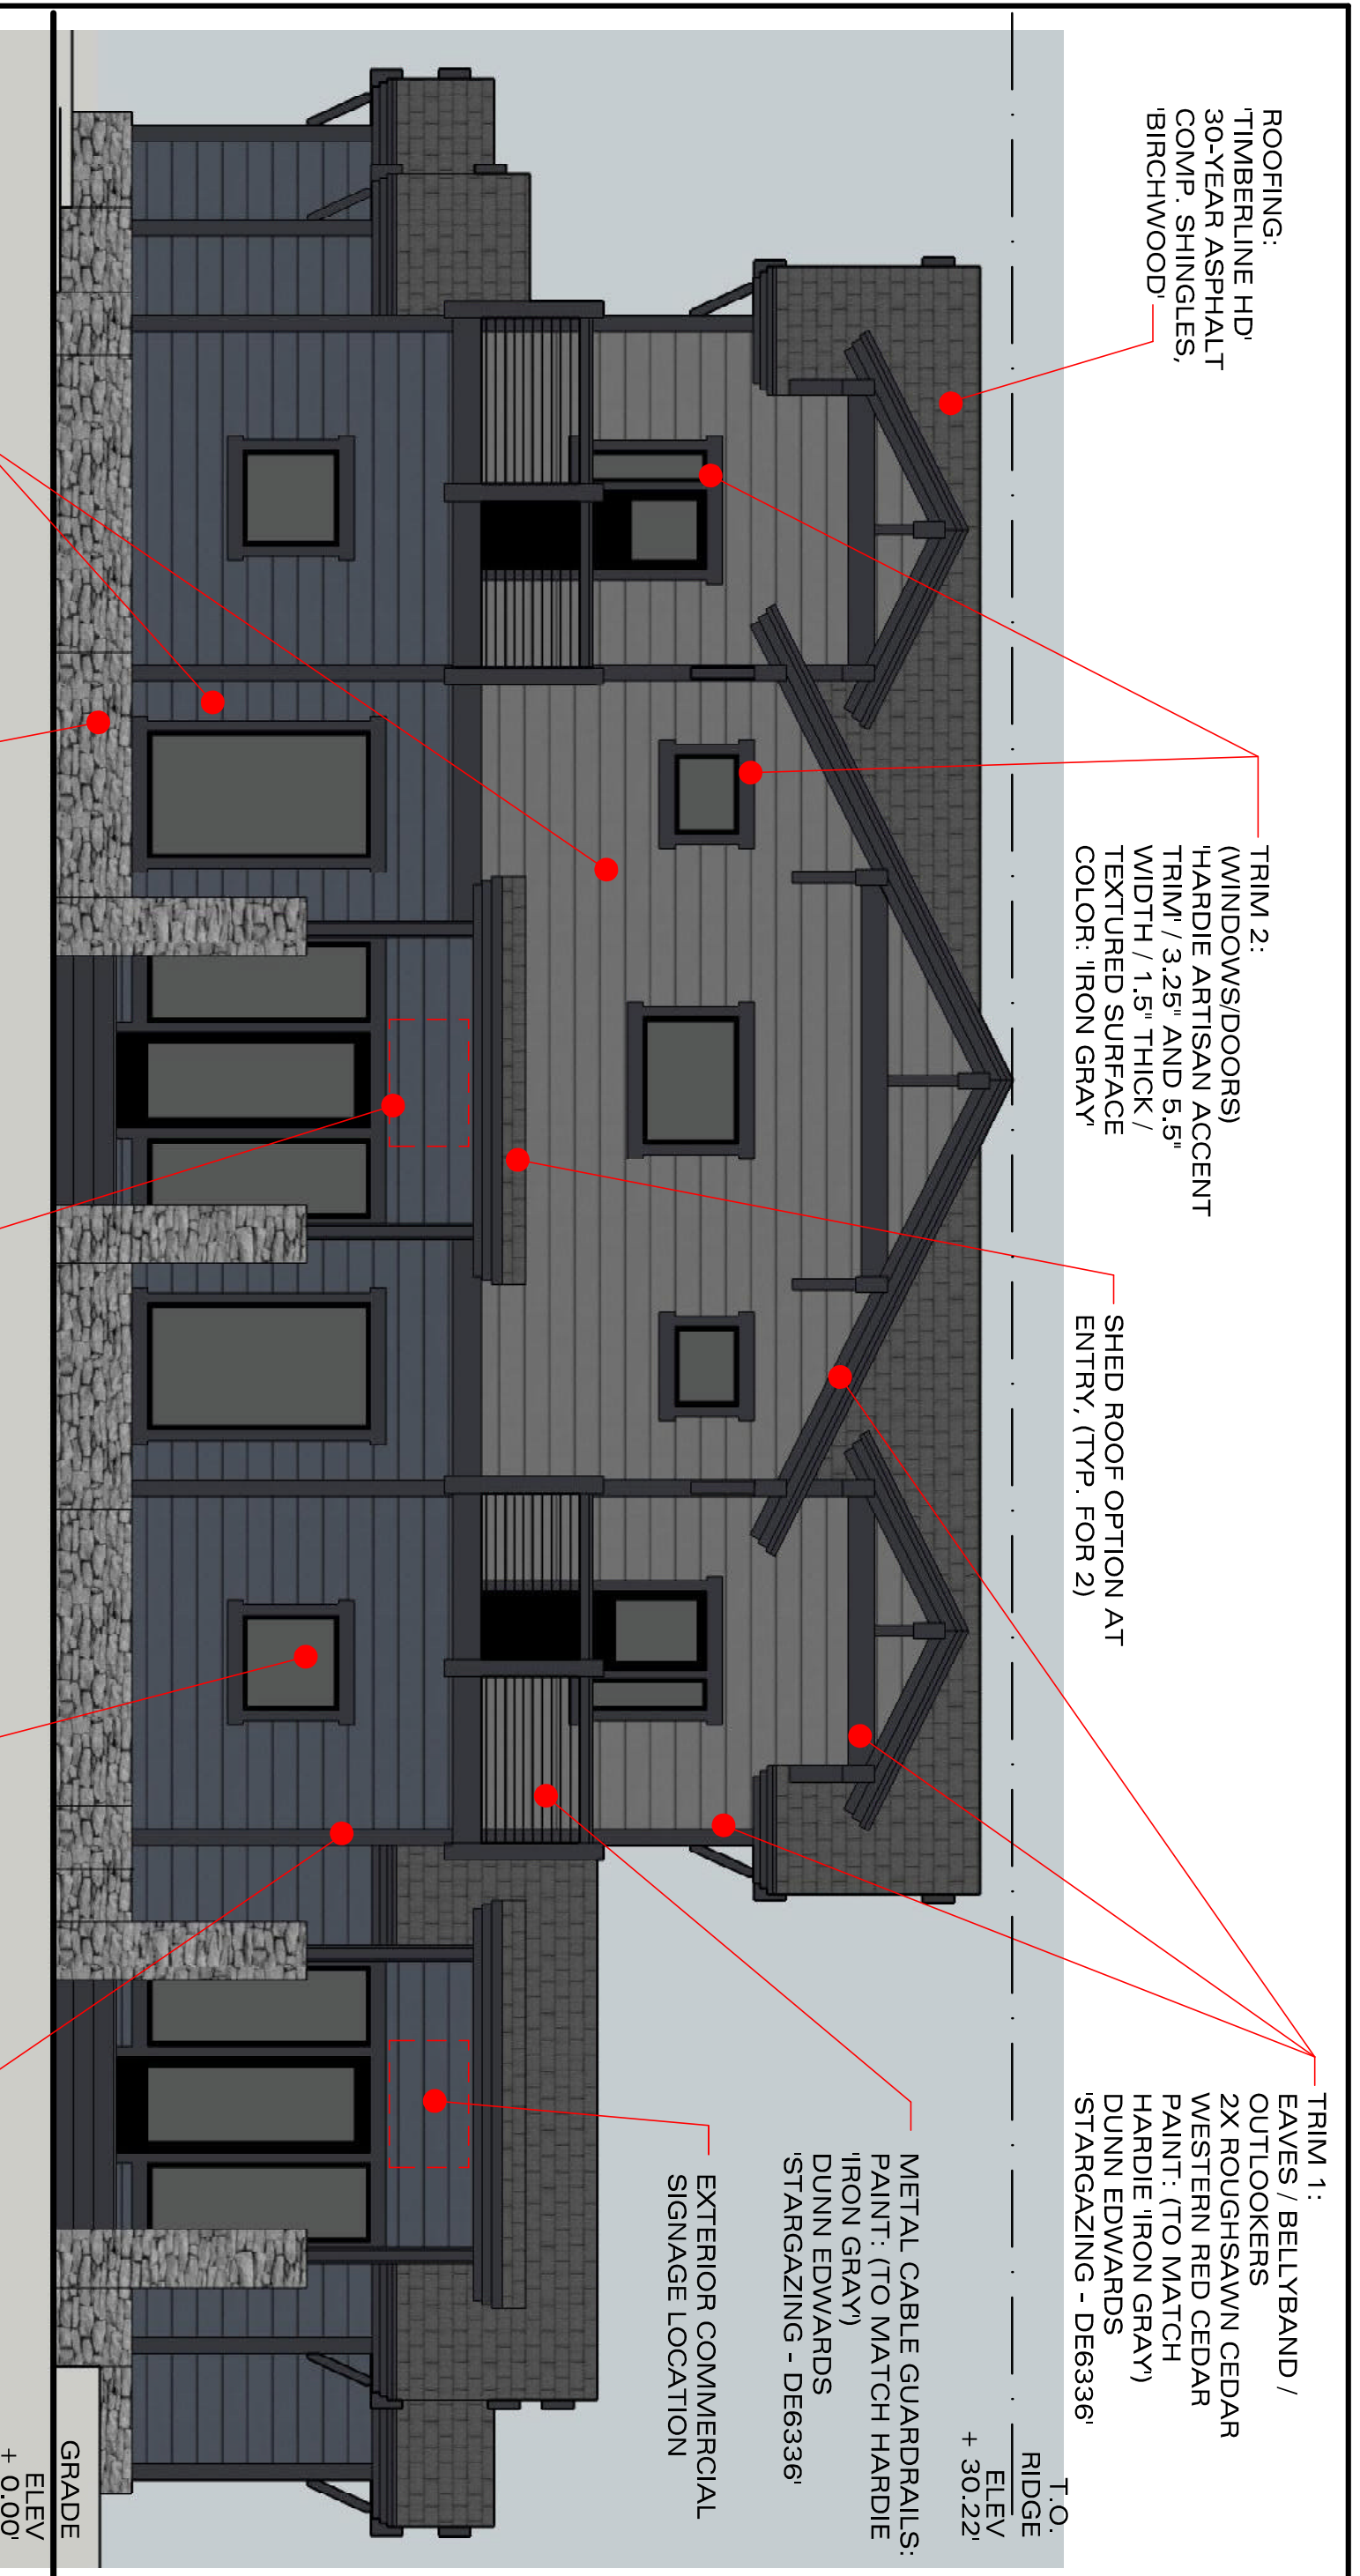 ROOFING:
'TIMBERLINE HD'
30-YEAR ASPHALT
COMP. SHINGLES,
'BIRCHWOOD'
TRIM 2:
(WINDOWS/DOORS)
'HARDIE ARTISAN ACCENT
TRIM' / 3.25" AND 5.5"
WIDTH / 1.5" THICK /
TEXTURED SURFACE
COLOR: 'IRON GRAY'
SHED ROOF OPTION AT
ENTRY, (TYP. FOR 2)
TRIM 1:
EAVES / BELLYBAND /
OUTLOOKERS
2X ROUGHSAWN CEDAR
WESTERN RED CEDAR
PAINT: (TO MATCH
HARDIE 'IRON GRAY')
DUNN EDWARDS
'STARGAZING - DE6336'
METAL CABLE GUARDRAILS:
PAINT: (TO MATCH HARDIE
'IRON GRAY')
DUNN EDWARDS
'STARGAZING - DE6336'
EXTERIOR COMMERCIAL
SIGNAGE LOCATION
T.O.
RIDGE
ELEV
+ 30.22'
GRADE
ELEV
+ 0.00'